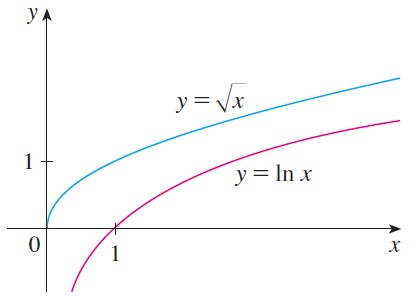 y
y = √x
1
y = ln x
0
1
x